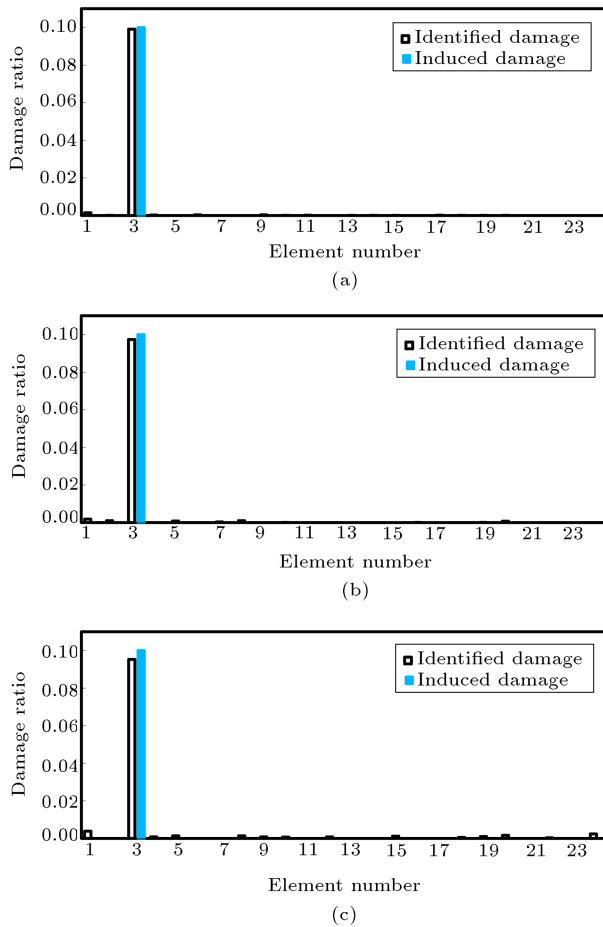 0.10
0.08
0.06
0.04
0.02
0.00
Damage ratio
Identified damage
Induced damage
1 3 5 7 9 11 13 15 17 19 21 23
Element number
(a)
0.10
0.08
0.06
0.04
0.02
0.00
Damage ratio
Identified damage
Induced damage
1 3 5 7 9 11 13 15 17 19 21 23
Element number
(b)
0.10
0.08
0.06
0.04
0.02
0.00
Damage ratio
Identified damage
Induced damage
1 3 5 7 9 11 13 15 17 19 21 23
Element number
(c)